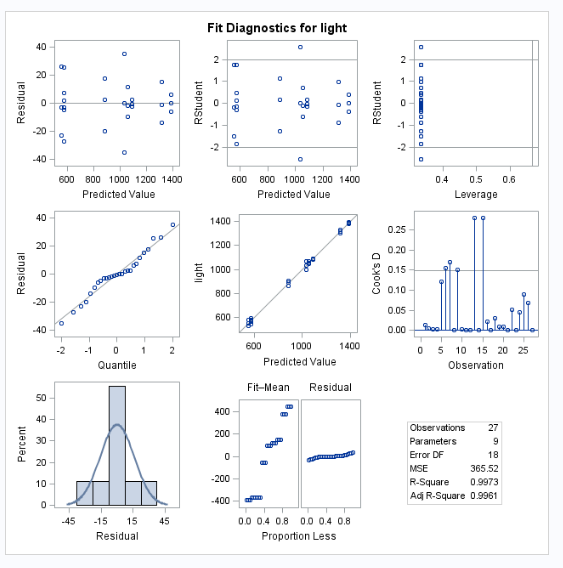 Fit Diagnostics for light
40
20
0
-20
-40
Residual
600 800 1000 1200 1400
Predicted Value
2
1
0
-1
-2
RStudent
600 800 1000 1200 1400
Predicted Value
2
1
0
-1
-2
RStudent
0.4 0.5 0.6
Leverage
40
20
0
-20
-40
Residual
-2 -1 0 1 2
Quantile
1400
1200
1000
800
600
light
600 1000 1400
Predicted Value
0.25
0.20
0.15
0.10
0.05
0.00
Cook's D
0 5 10 15 20 25
Observation
50
40
30
20
10
0
Percent
-45 -15 15 45
Residual
Fit–Mean Residual
400
200
0
-200
-400
0.0 0.4 0.8 0.0 0.4 0.8
Proportion Less
Observations 27
Parameters 9
Error DF 18
MSE 365.52
R-Square 0.9973
Adj R-Square 0.9961